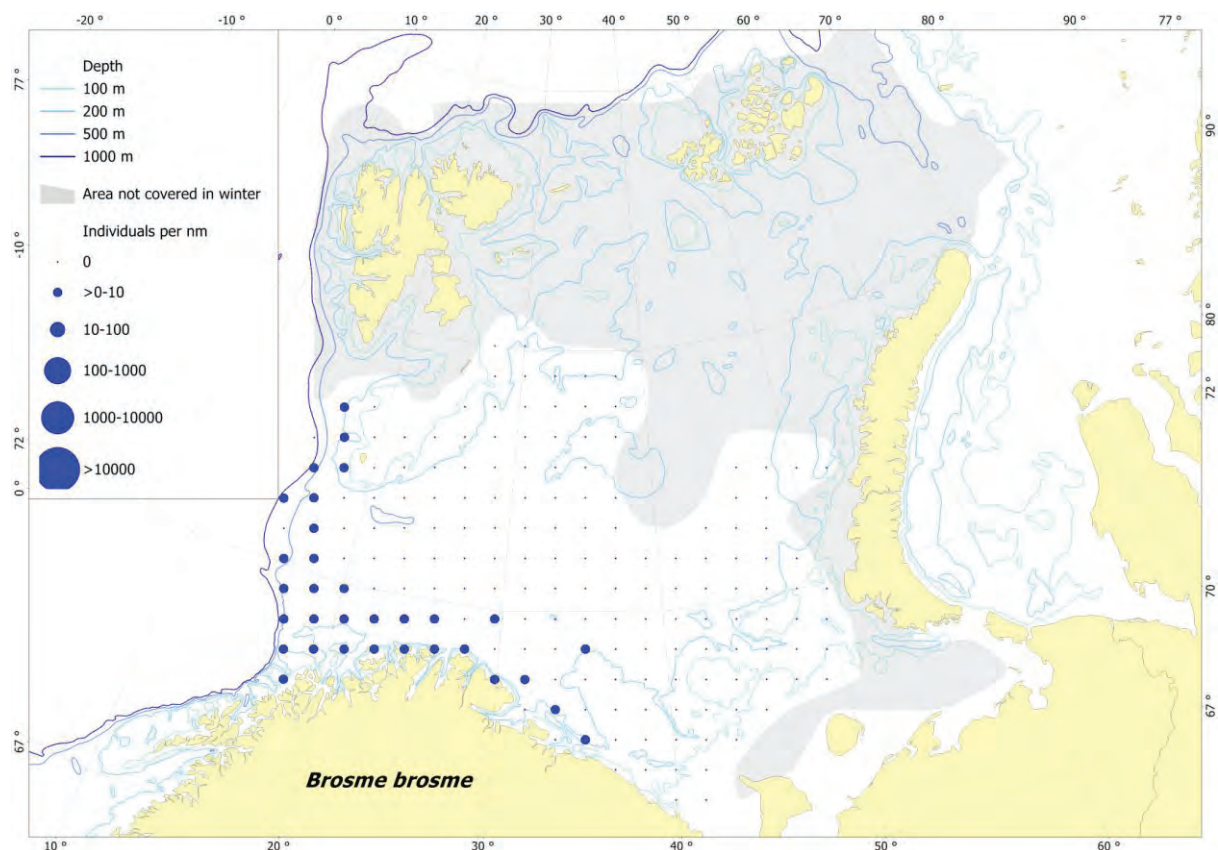 -20 ° -10 ° 0 ° 10 ° 20 ° 30 ° 40 ° 50 ° 60 ° 70 ° 80 ° 90 ° 77 °
Depth
100 m
200 m
500 m
1000 m
Area not covered in winter
Individuals per nm
0
>0-10
10-100
100-1000
1000-10000
>10000
77 °
-10 °
72 °
0 °
67 °
90 °
80 °
72 °
70 °
67 °
Brosme brosme
10 ° 20 ° 30 ° 40 ° 50 ° 60 °